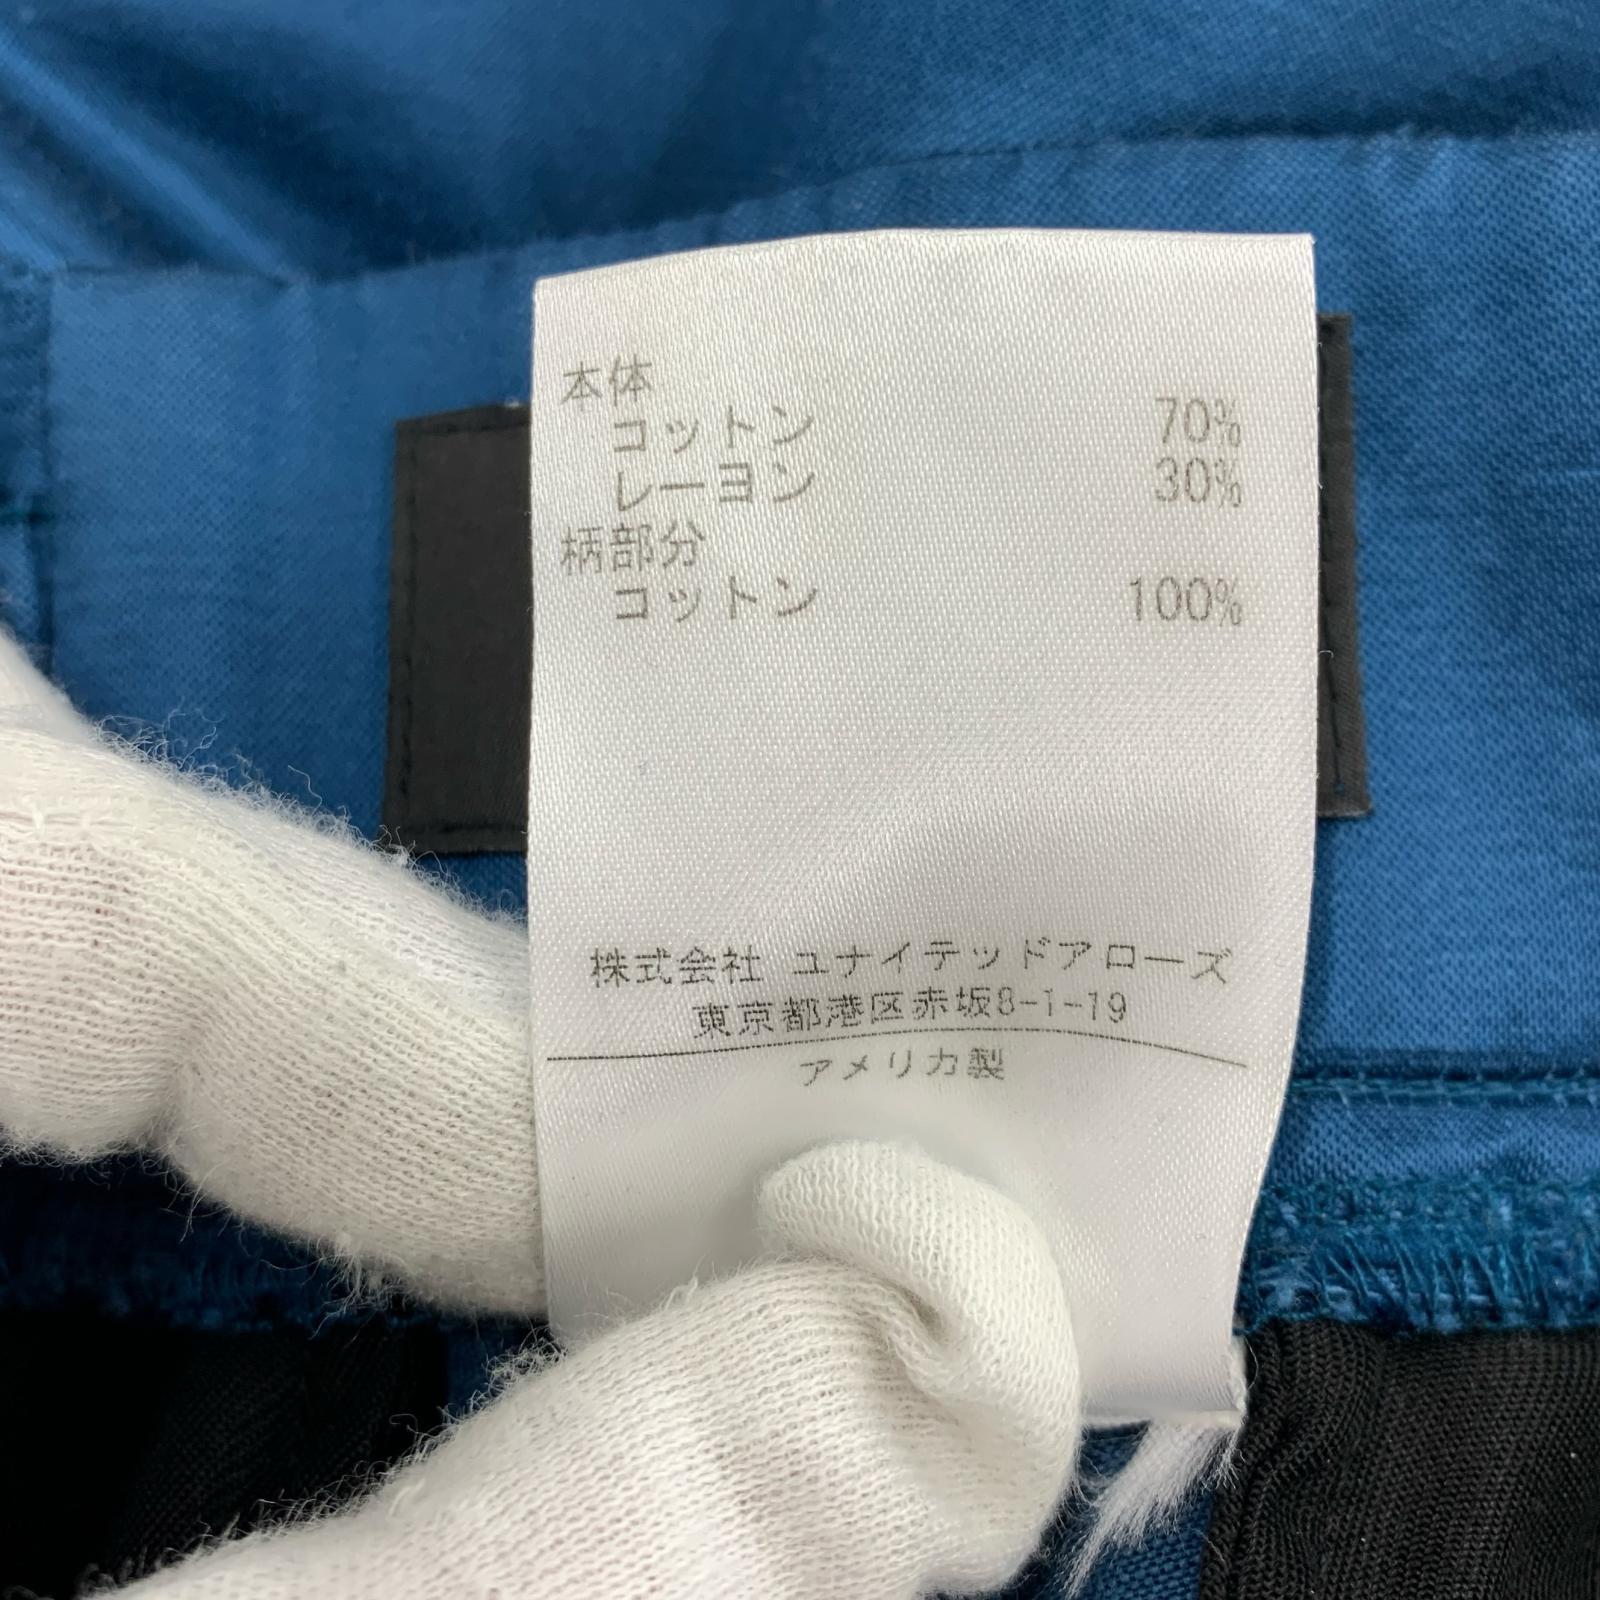 本体
コットン 70%
レーヨン 30%
柄部分
コットン 100%
株式会社 ユナイテッドアローズ
東京都港区赤坂8-1-19
アメリカ製